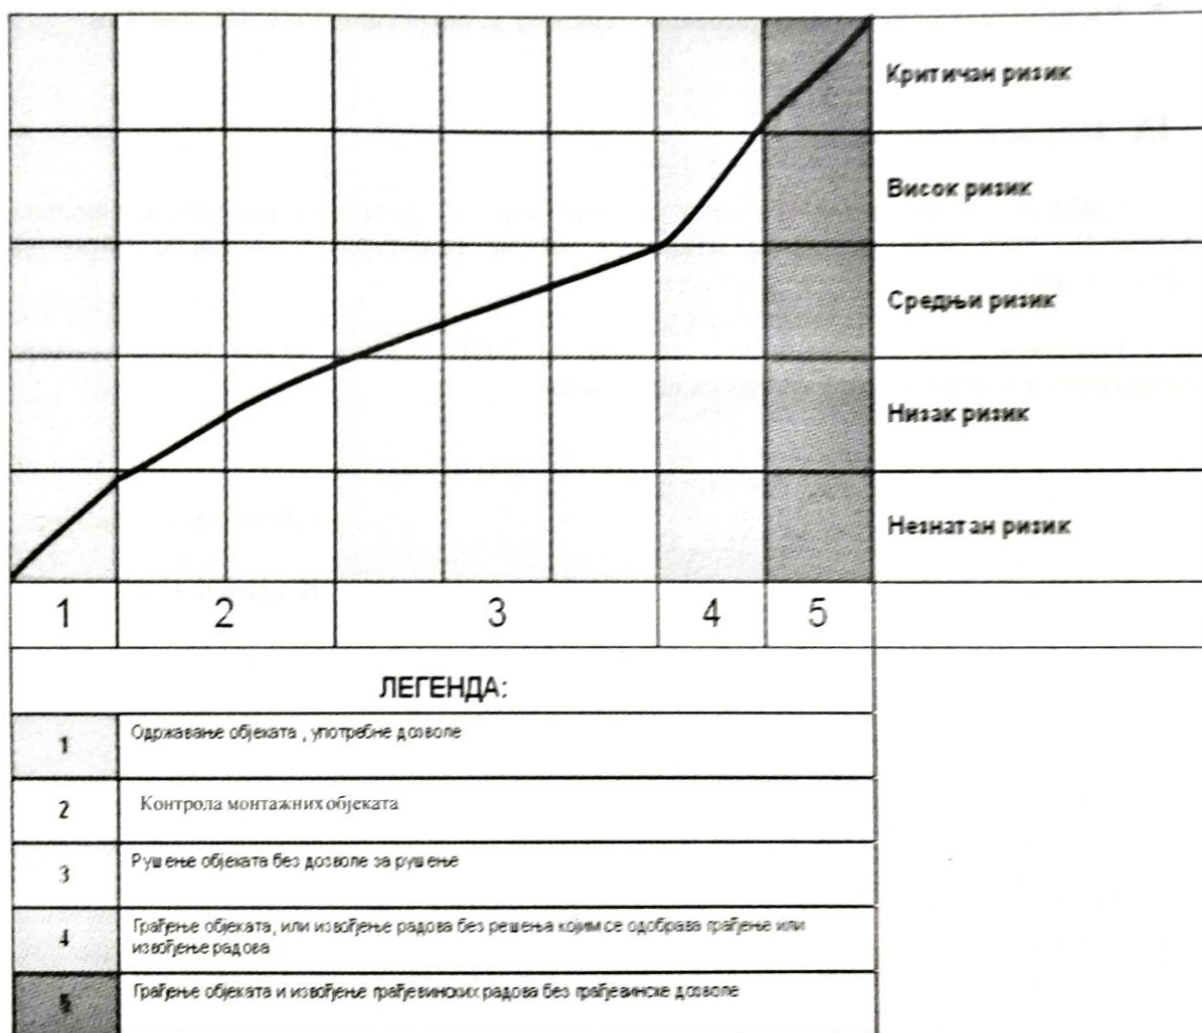 Критичан ризик
Висок ризик
Средњи ризик
Низак ризик
Незнатан ризик
1 2 3 4 5
ЛЕГЕНДА:
1 Одржавање објеката , употребне дозволе
2 Контрола монтажних објеката
3 Рушење објеката без дозволе за рушење
4 Грађење објеката, или извођење радова без решења којим се одобрава грађење или
извођење радова
5 Грађење објеката и извођење грађевинских радова без грађевинске дозволе